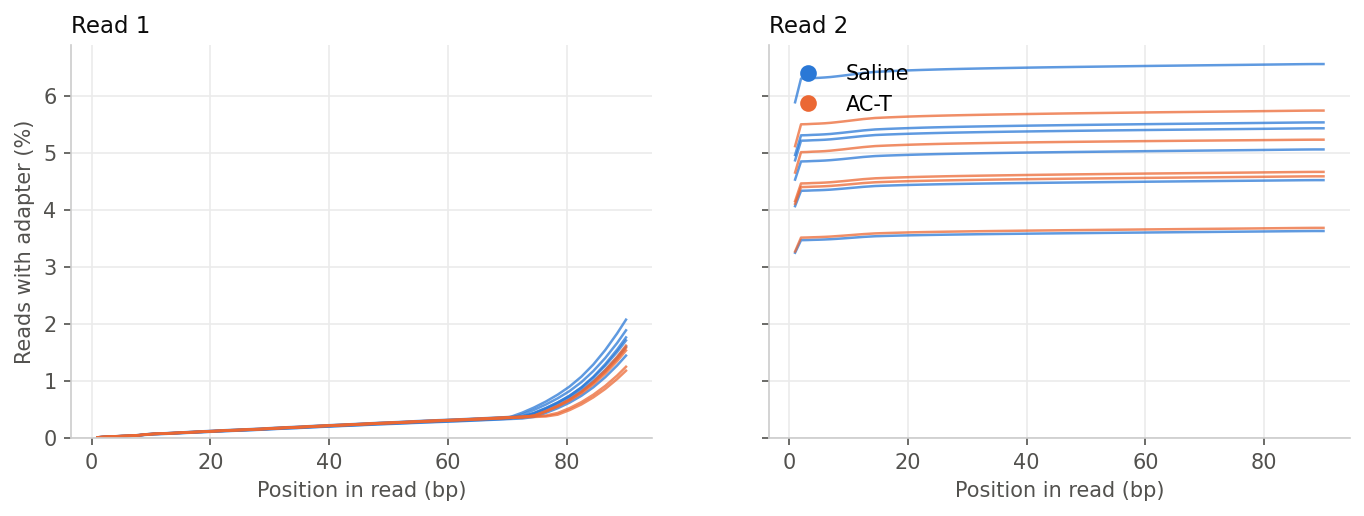 Read 1
Read 2
Reads with adapter (%)
6
5
4
3
2
1
0
0 20 40 60 80
Position in read (bp)
Saline
AC-T
0 20 40 60 80
Position in read (bp)